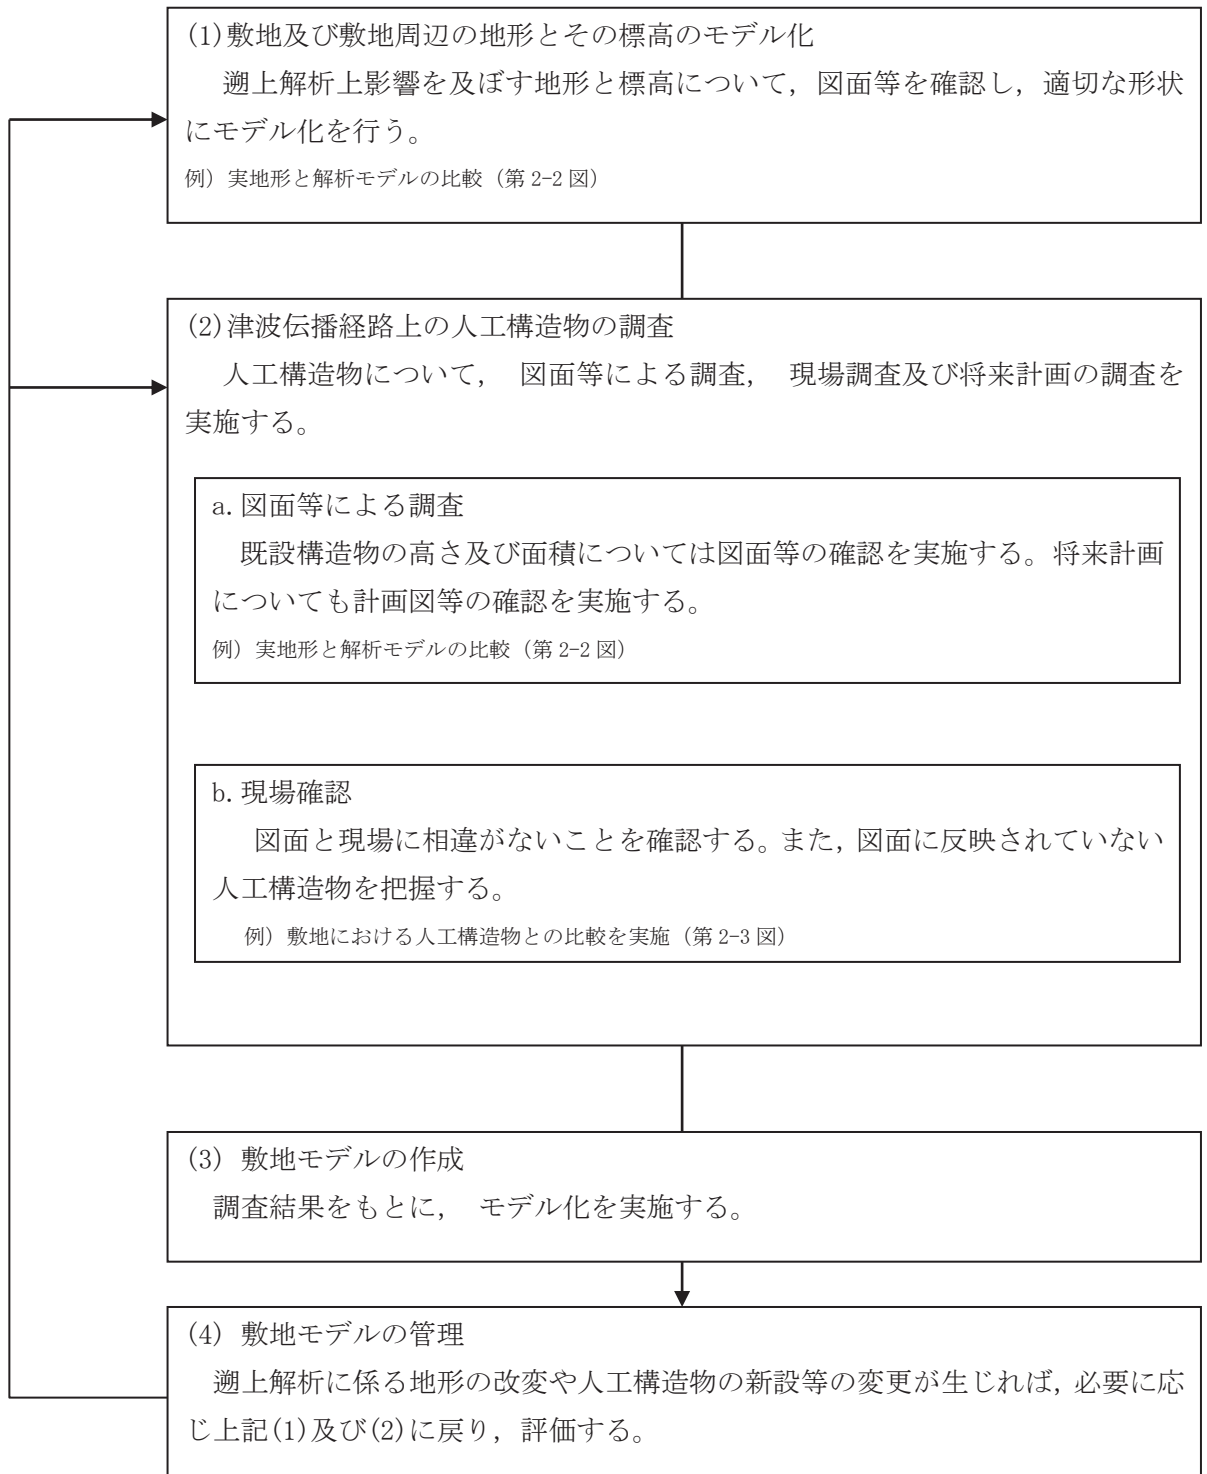 (1)敷地及び敷地周辺の地形とその標高のモデル化
遡上解析上影響を及ぼす地形と標高について，図面等を確認し，適切な形状
にモデル化を行う。
例）実地形と解析モデルの比較（第 2-2 図）
(2)津波伝播経路上の人工構造物の調査
人工構造物について， 図面等による調査， 現場調査及び将来計画の調査を
実施する。
a.図面等による調査
既設構造物の高さ及び面積については図面等の確認を実施する。将来計画
についても計画図等の確認を実施する。
例）実地形と解析モデルの比較（第 2-2 図）
b.現場確認
図面と現場に相違がないことを確認する。また，図面に反映されていない
人工構造物を把握する。
例）敷地における人工構造物との比較を実施（第 2-3 図）
(3) 敷地モデルの作成
調査結果をもとに， モデル化を実施する。
(4) 敷地モデルの管理
遡上解析に係る地形の改変や人工構造物の新設等の変更が生じれば，必要に応
じ上記(1)及び(2)に戻り，評価する。